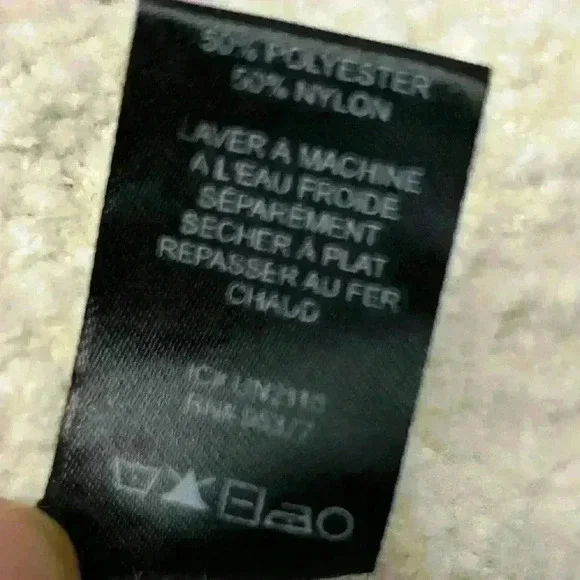 50% POLYESTER
50% NYLON
LAVER A MACHINE
A L'EAU FROIDE
SÉPARÉMENT
SECHER À PLAT
REPASSER AU FER
CHAUD